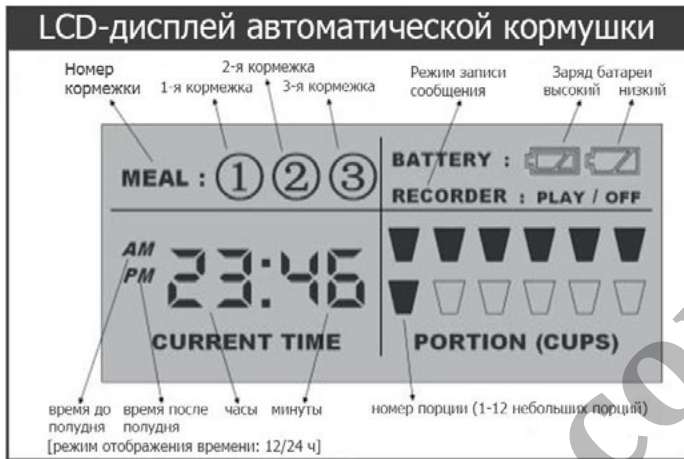 LCD-дисплей автоматической кормушки
Номер кормежки
1-я кормежка
2-я кормежка
3-я кормежка
Режим записи сообщения
Заряд батареи
высокий низкий
MEAL : 1 2 3
BATTERY :
RECORDER : PLAY / OFF
AM
PM
23:46
CURRENT TIME
PORTION (CUPS)
время до полудня
время после полудня
часы
минуты
номер порции (1-12 небольших порций)
[режим отображения времени: 12/24 ч]